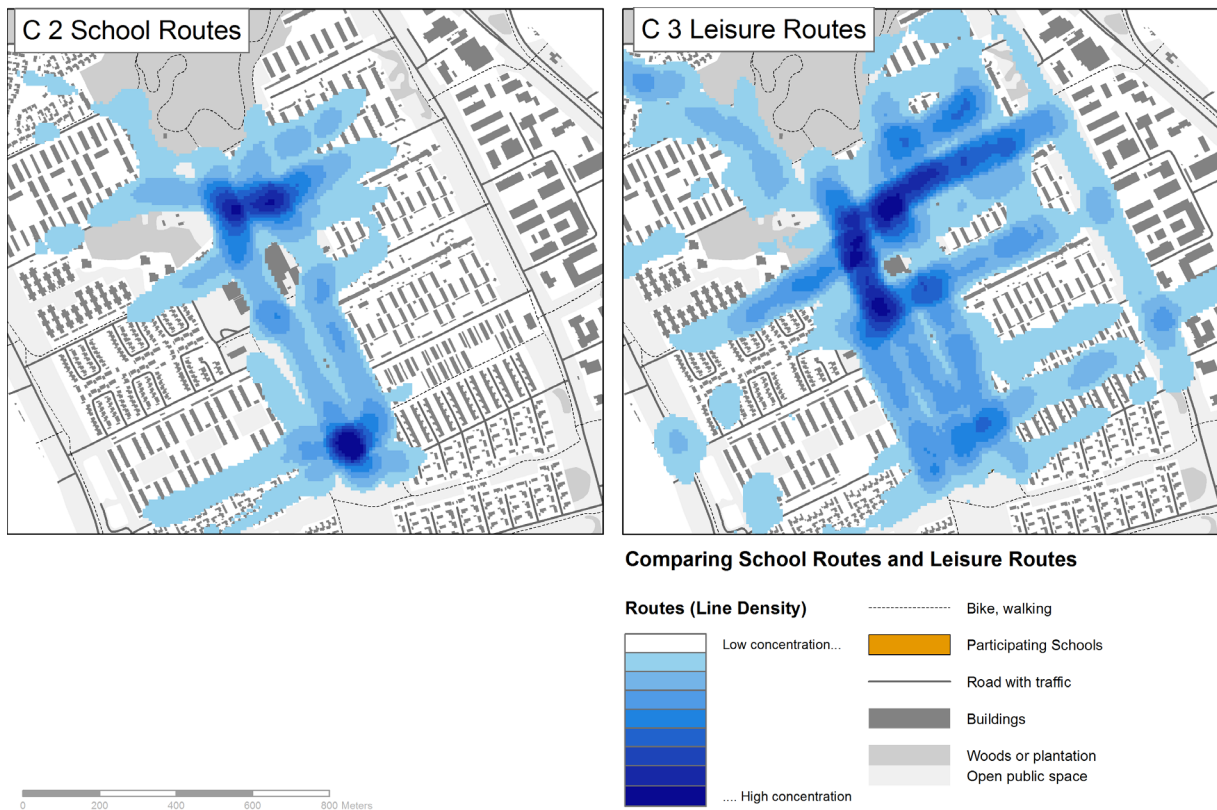 C 2 School Routes
C 3 Leisure Routes
Comparing School Routes and Leisure Routes
Routes (Line Density)
Low concentration...
.... High concentration
Bike, walking
Participating Schools
Road with traffic
Buildings
Woods or plantation
Open public space
0 200 400 600 800 Meters